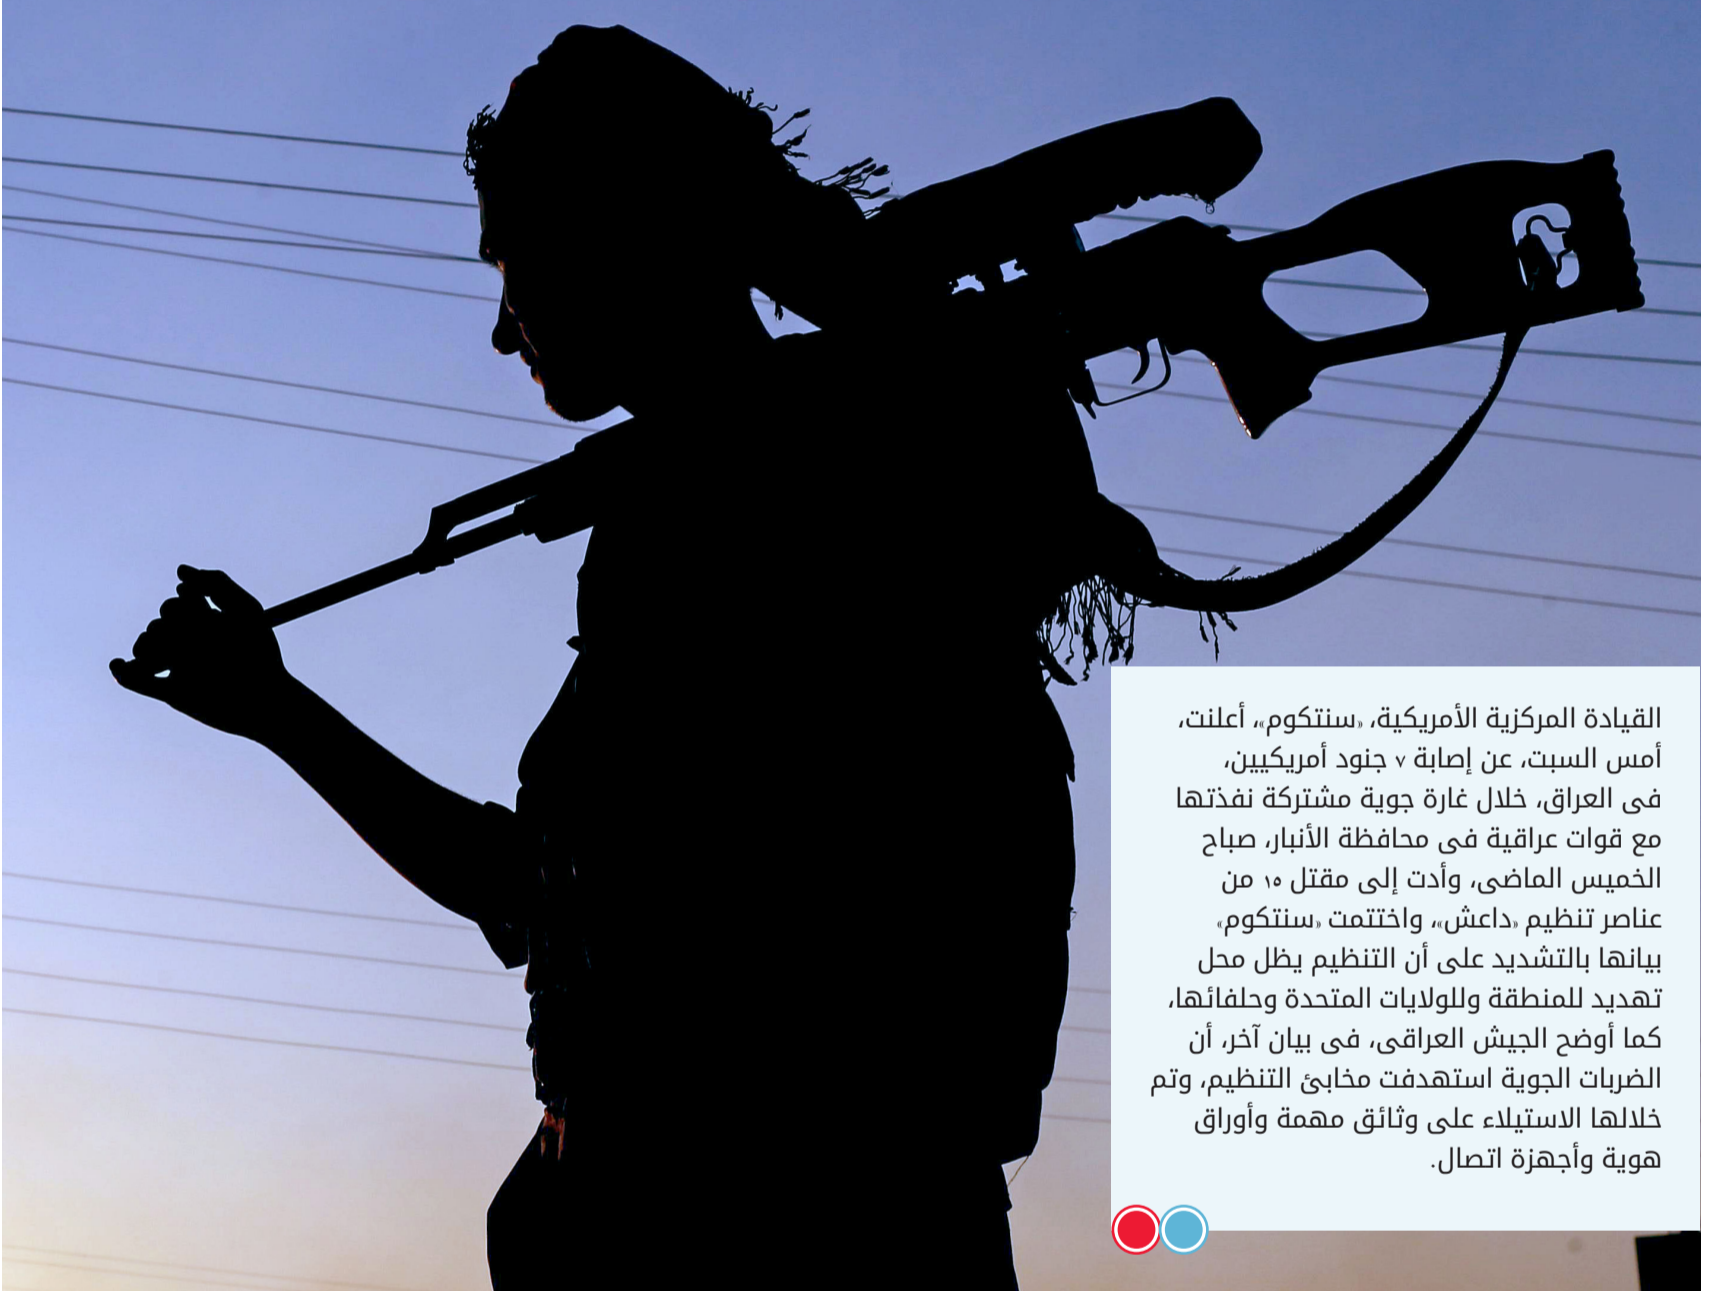 القيادة المركزية الأمريكية، «سنتكوم»، أعلنت،
أمس السبت، عن إصابة ٧ جنود أمريكيين،
فى العراق، خلال غارة جوية مشتركة نفذتها
مع قوات عراقية فى محافظة الأنبار، صباح
الخميس الماضى، وأدت إلى مقتل ١٥ من
عناصر تنظيم «داعش»، واختتمت «سنتكوم»
بيانها بالتشديد على أن التنظيم يظل محل
تهديد للمنطقة وللولايات المتحدة وحلفائها،
كما أوضح الجيش العراقى، فى بيان آخر، أن
الضربات الجوية استهدفت مخابئ التنظيم، وتم
خلالها الاستيلاء على وثائق مهمة وأوراق
هوية وأجهزة اتصال.